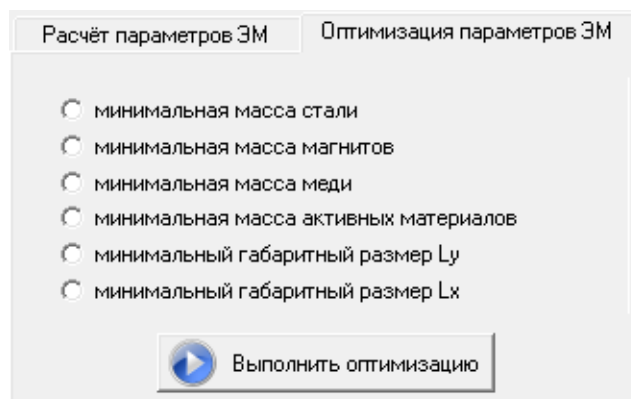 Расчёт параметров ЭМ
Оптимизация параметров ЭМ
минимальная масса стали
минимальная масса магнитов
минимальная масса меди
минимальная масса активных материалов
минимальный габаритный размер Ly
минимальный габаритный размер Lx
Выполнить оптимизацию